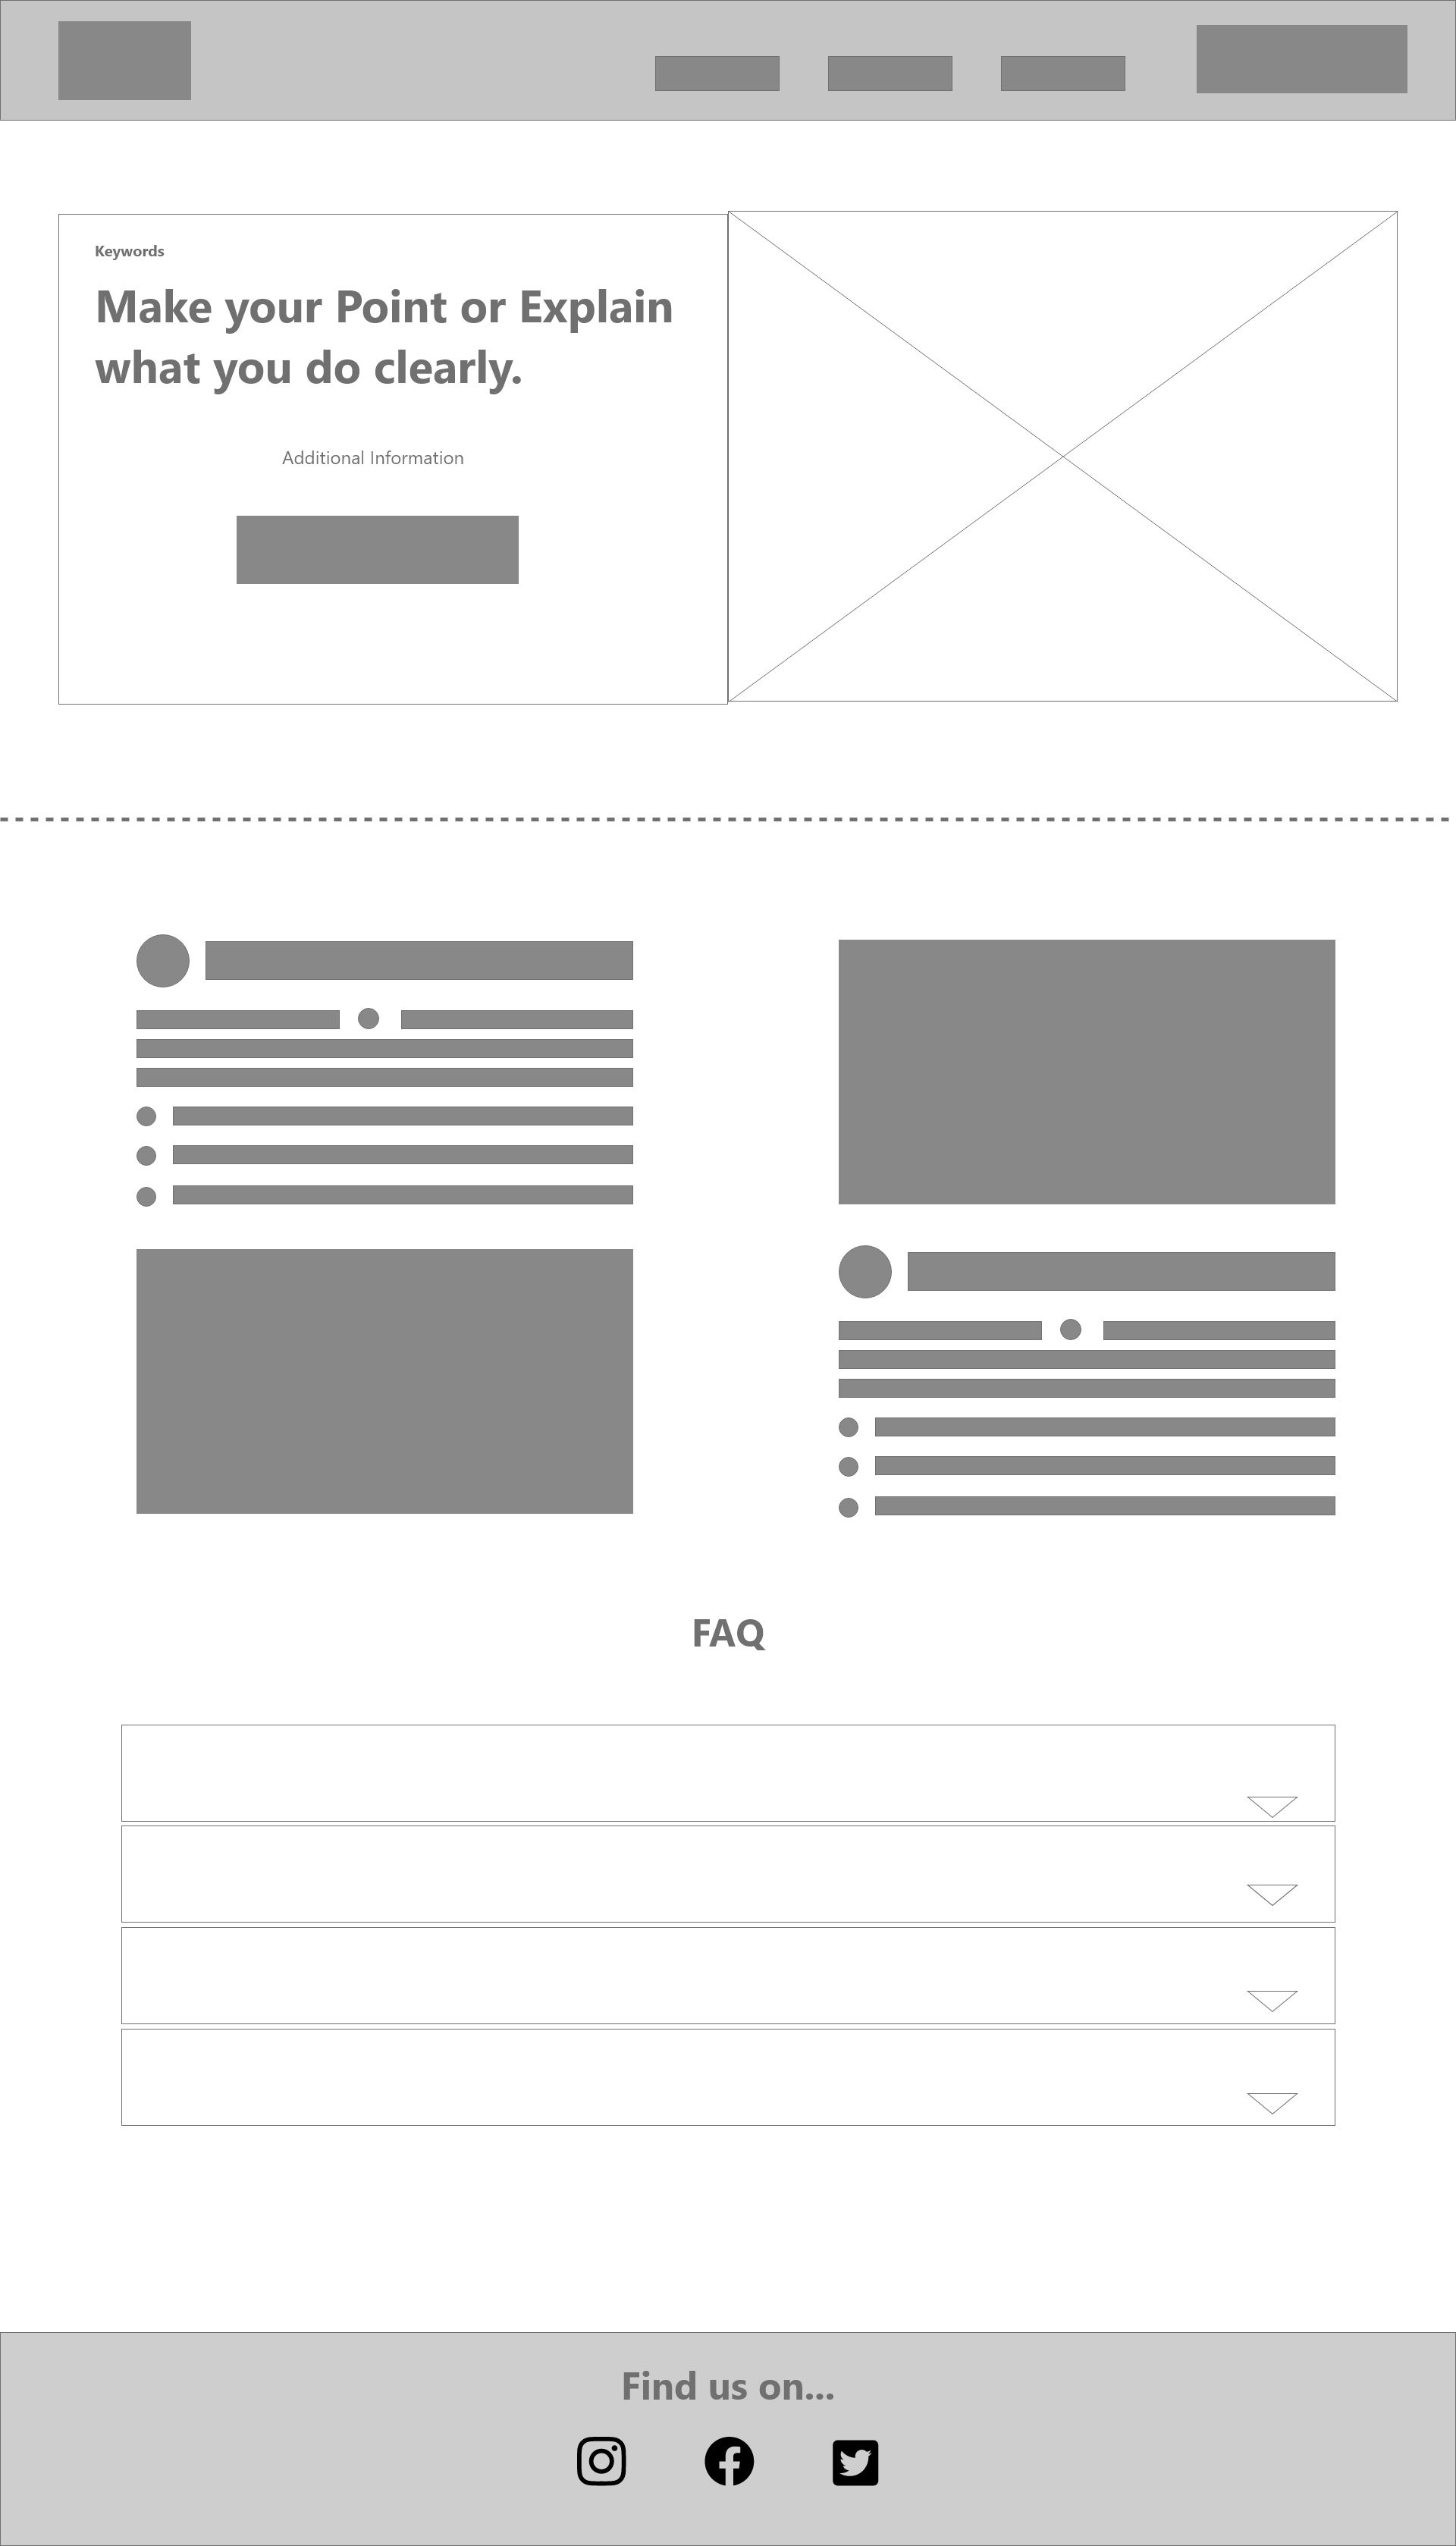 Keywords
Make your Point or Explain
what you do clearly.
Additional Information
FAQ
Find us on...